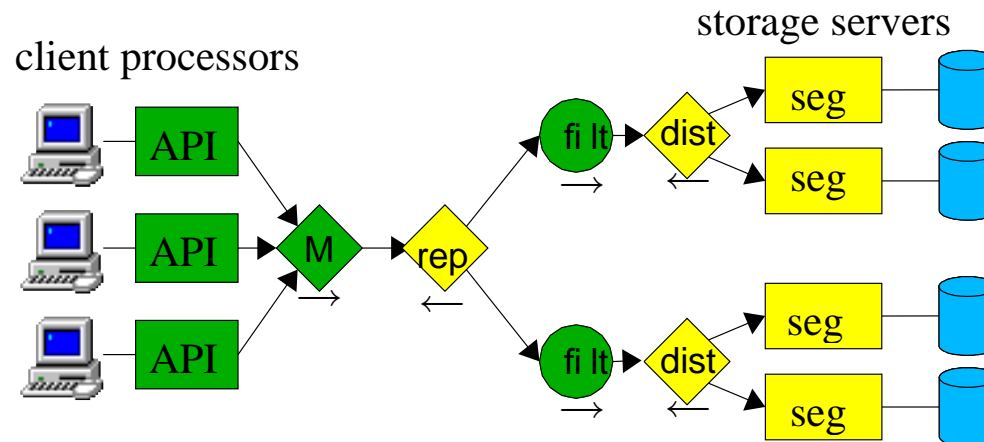 storage servers
client processors
API
API
API
M
→
rep
←
fi lt
→
dist
←
seg
seg
fi lt
→
dist
←
seg
seg